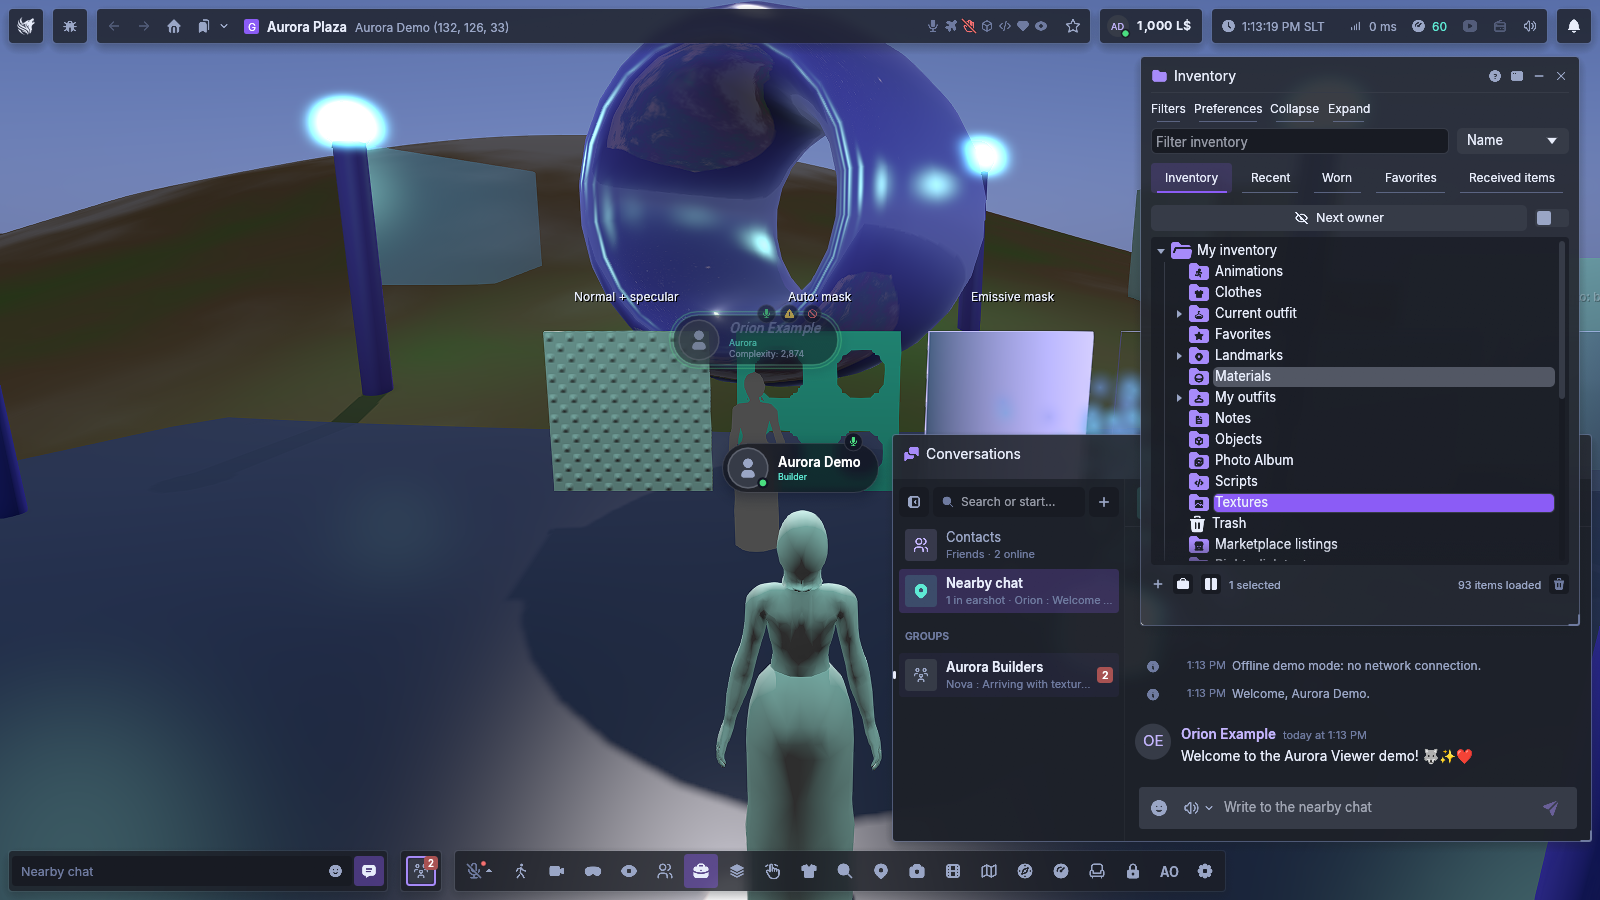 G Aurora Plaza Aurora Demo (132, 126, 33)
AD 1,000 L$
1:13:19 PM SLT 0 ms 60
Inventory
Filters Preferences Collapse Expand
Filter inventory
Name
Inventory Recent Worn Favorites Received items
Next owner
My inventory
Animations
Clothes
Current outfit
Favorites
Landmarks
Materials
My outfits
Notes
Objects
Photo Album
Scripts
Textures
Trash
Marketplace listings
1 selected
93 items loaded
Normal + specular
Auto: mask
Emissive mask
Orion Example
Aurora
Complexity: 2,874
Aurora Demo
Builder
Conversations
Search or start...
Contacts
Friends · 2 online
Nearby chat
1 in earshot · Orion : Welcome ...
GROUPS
Aurora Builders
Nova : Arriving with textur...
2
1:13 PM Offline demo mode: no network connection.
1:13 PM Welcome, Aurora Demo.
OE
Orion Example today at 1:13 PM
Welcome to the Aurora Viewer demo! 🐺✨❤️
Write to the nearby chat
Nearby chat
2
AO